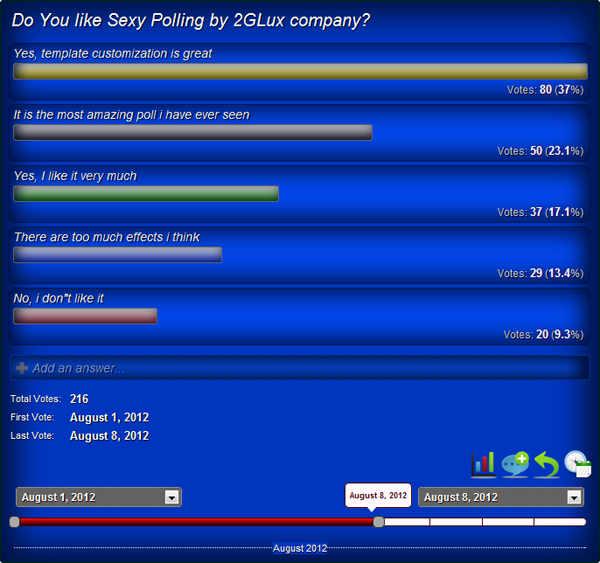 Do You like Sexy Polling by 2GLux company?
Yes, template customization is great
Votes: 80 (37%)
It is the most amazing poll i have ever seen
Votes: 50 (23.1%)
Yes, I like it very much
Votes: 37 (17.1%)
There are too much effects i think
Votes: 29 (13.4%)
No, i don"t like it
Votes: 20 (9.3%)
Add an answer...
Total Votes: 216
First Vote: August 1, 2012
Last Vote: August 8, 2012
August 1, 2012 August 8, 2012 August 8, 2012
August 2012